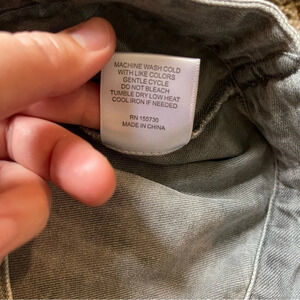 MACHINE WASH COLD
WITH LIKE COLORS
GENTLE CYCLE
DO NOT BLEACH
TUMBLE DRY LOW HEAT
COOL IRON IF NEEDED
RN 155730
MADE IN CHINA